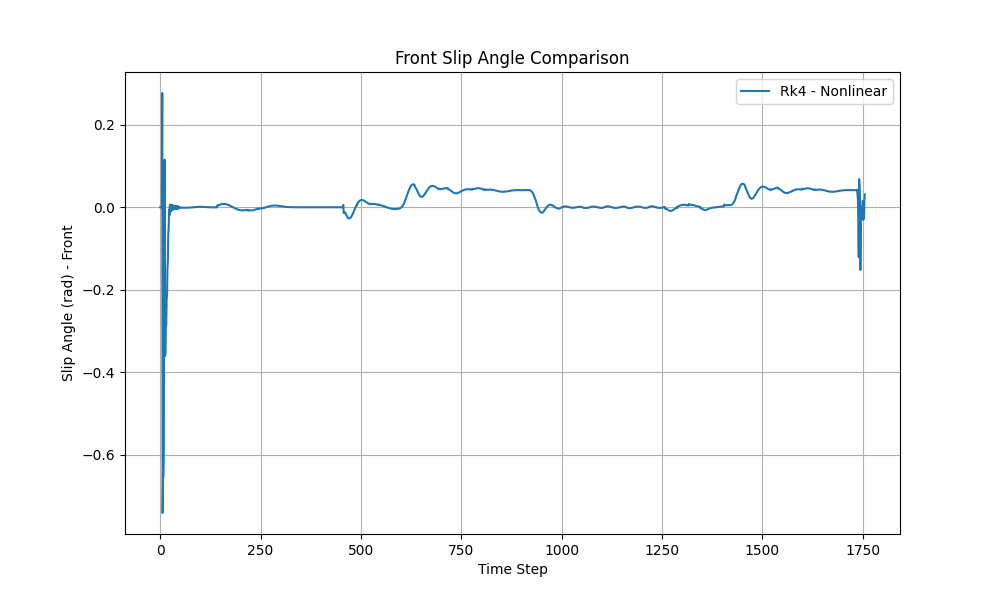 Front Slip Angle Comparison
Rk4 - Nonlinear
Slip Angle (rad) - Front
0.2
0.0
−0.2
−0.4
−0.6
0 250 500 750 1000 1250 1500 1750
Time Step